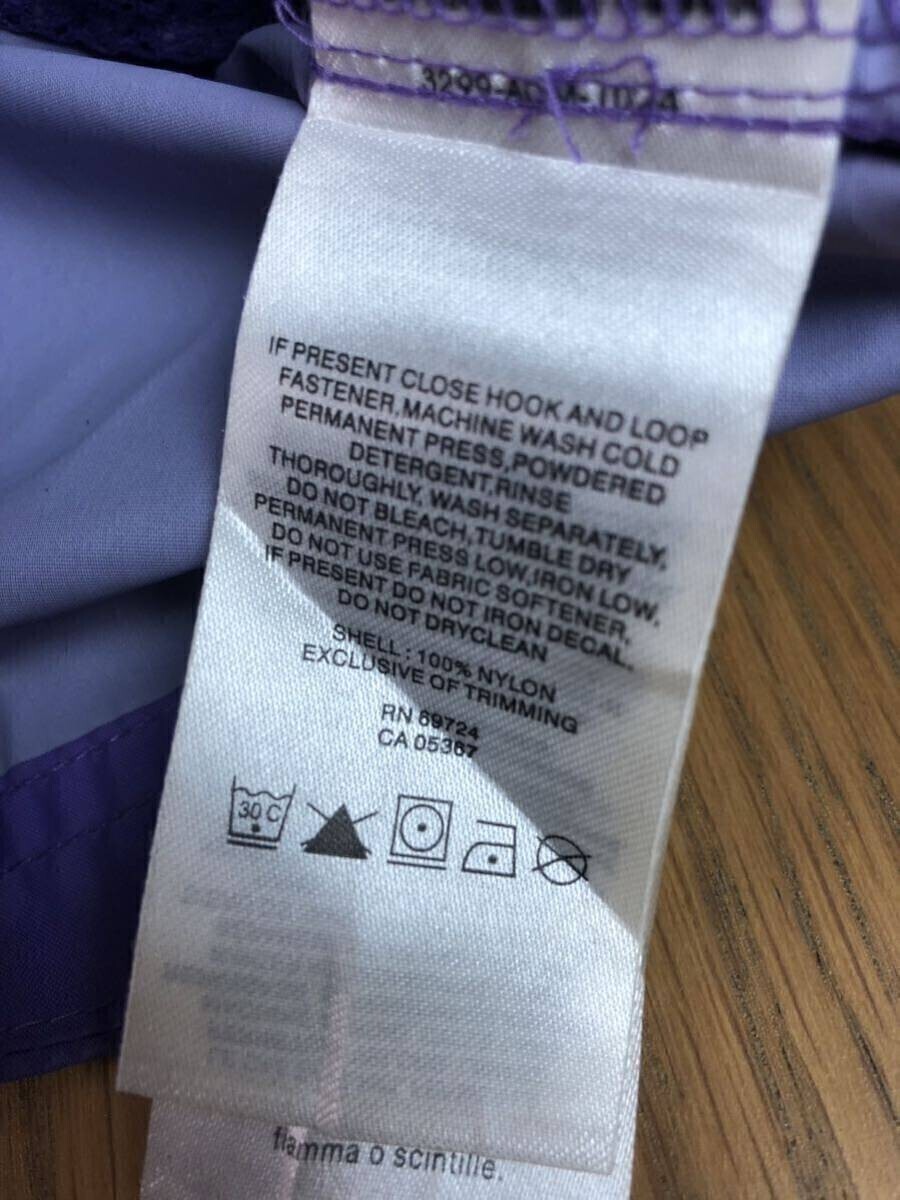 IF PRESENT CLOSE HOOK AND LOOP
FASTENER,MACHINE WASH COLD
PERMANENT PRESS,POWDERED
DETERGENT,RINSE
THOROUGHLY, WASH SEPARATELY,
DO NOT BLEACH,TUMBLE DRY
PERMANENT PRESS LOW,IRON LOW,
DO NOT USE FABRIC SOFTENER,
IF PRESENT DO NOT IRON DECAL,
DO NOT DRYCLEAN
SHELL : 100% NYLON
EXCLUSIVE OF TRIMMING
RN 69724
CA 05367
30 C
fiamma o scintille.